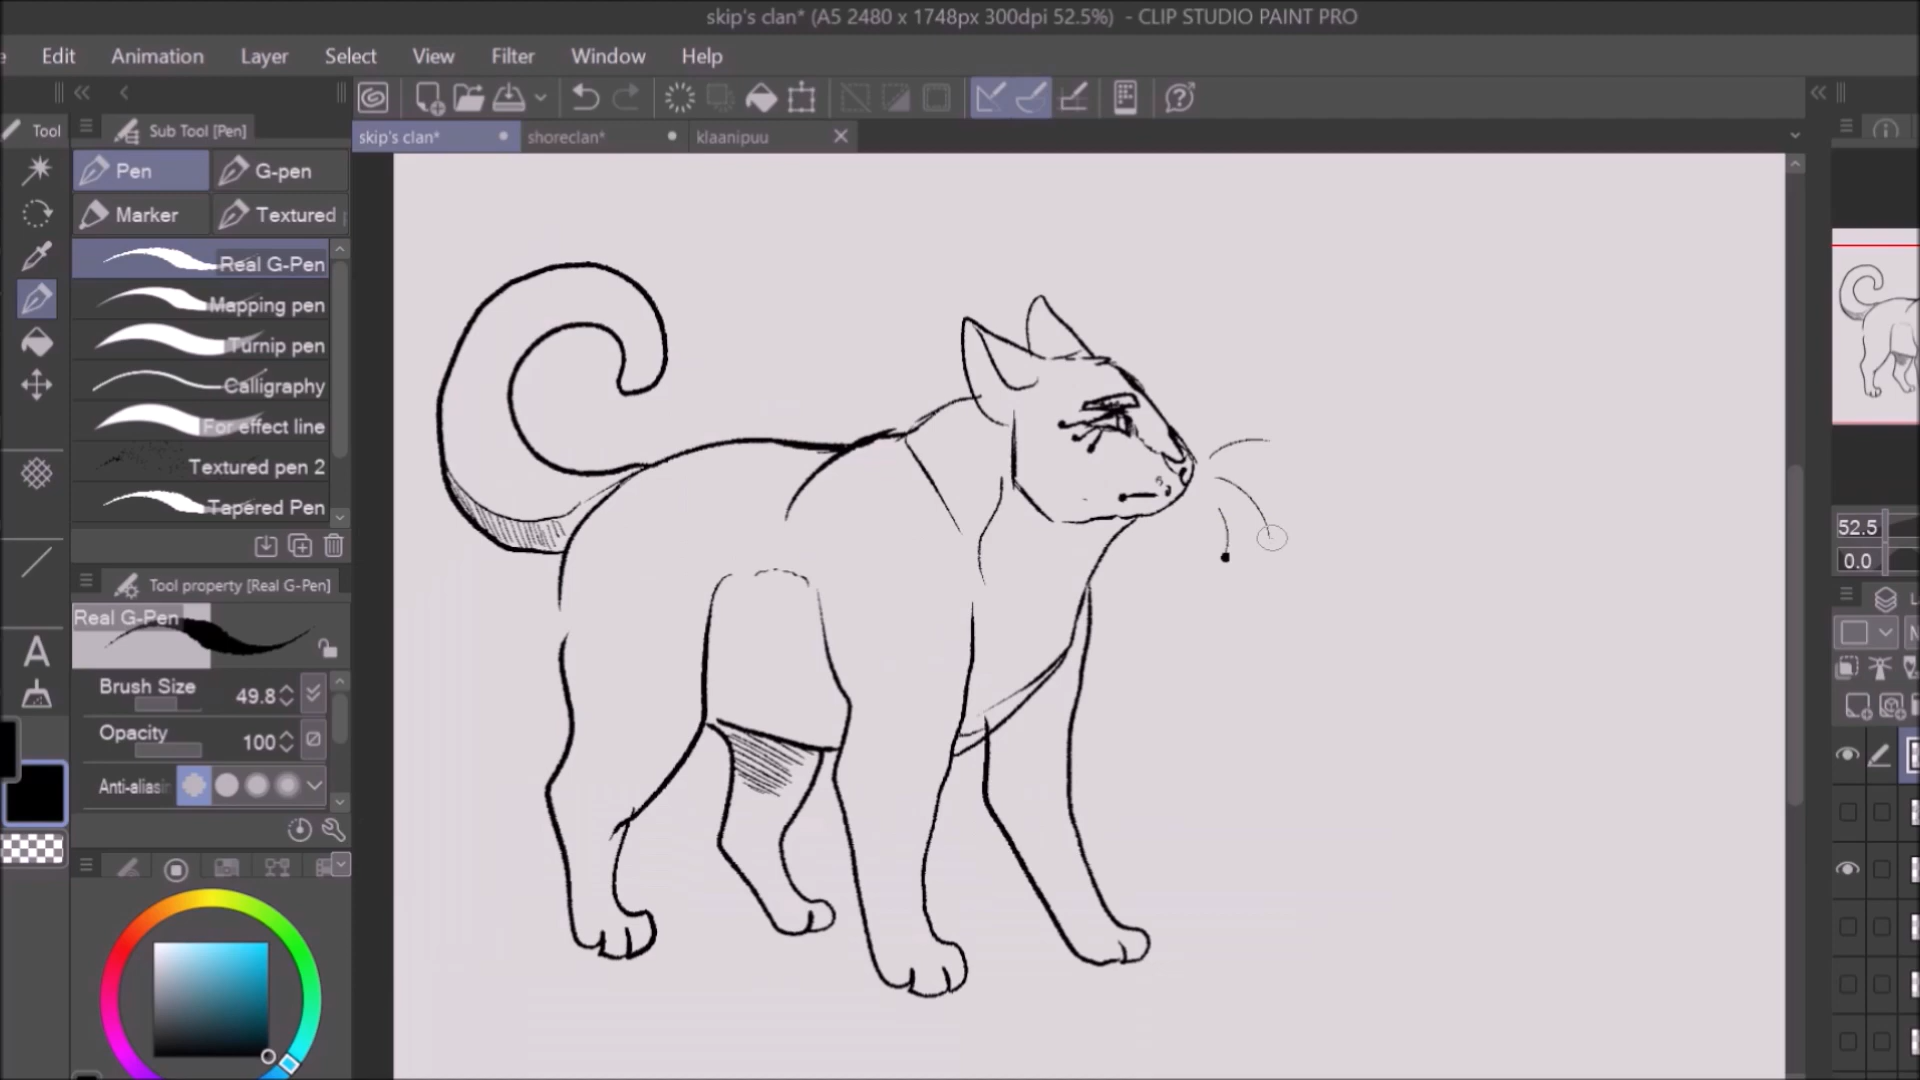 skip's clan* (A5 2480 x 1748px 300dpi 52.5%) - CLIP STUDIO PAINT PRO
Edit Animation Layer Select View Filter Window Help
skip's clan* shoreclan* klaanipuu
Tool
Sub Tool [Pen]
Pen G-pen
Marker Textured
Real G-Pen
Mapping pen
Turnip pen
Calligraphy
For effect line
Textured pen 2
Tapered Pen
Tool property [Real G-Pen]
Real G-Pen
Brush Size 49.8
Opacity 100
Anti-aliasin
52.5
0.0